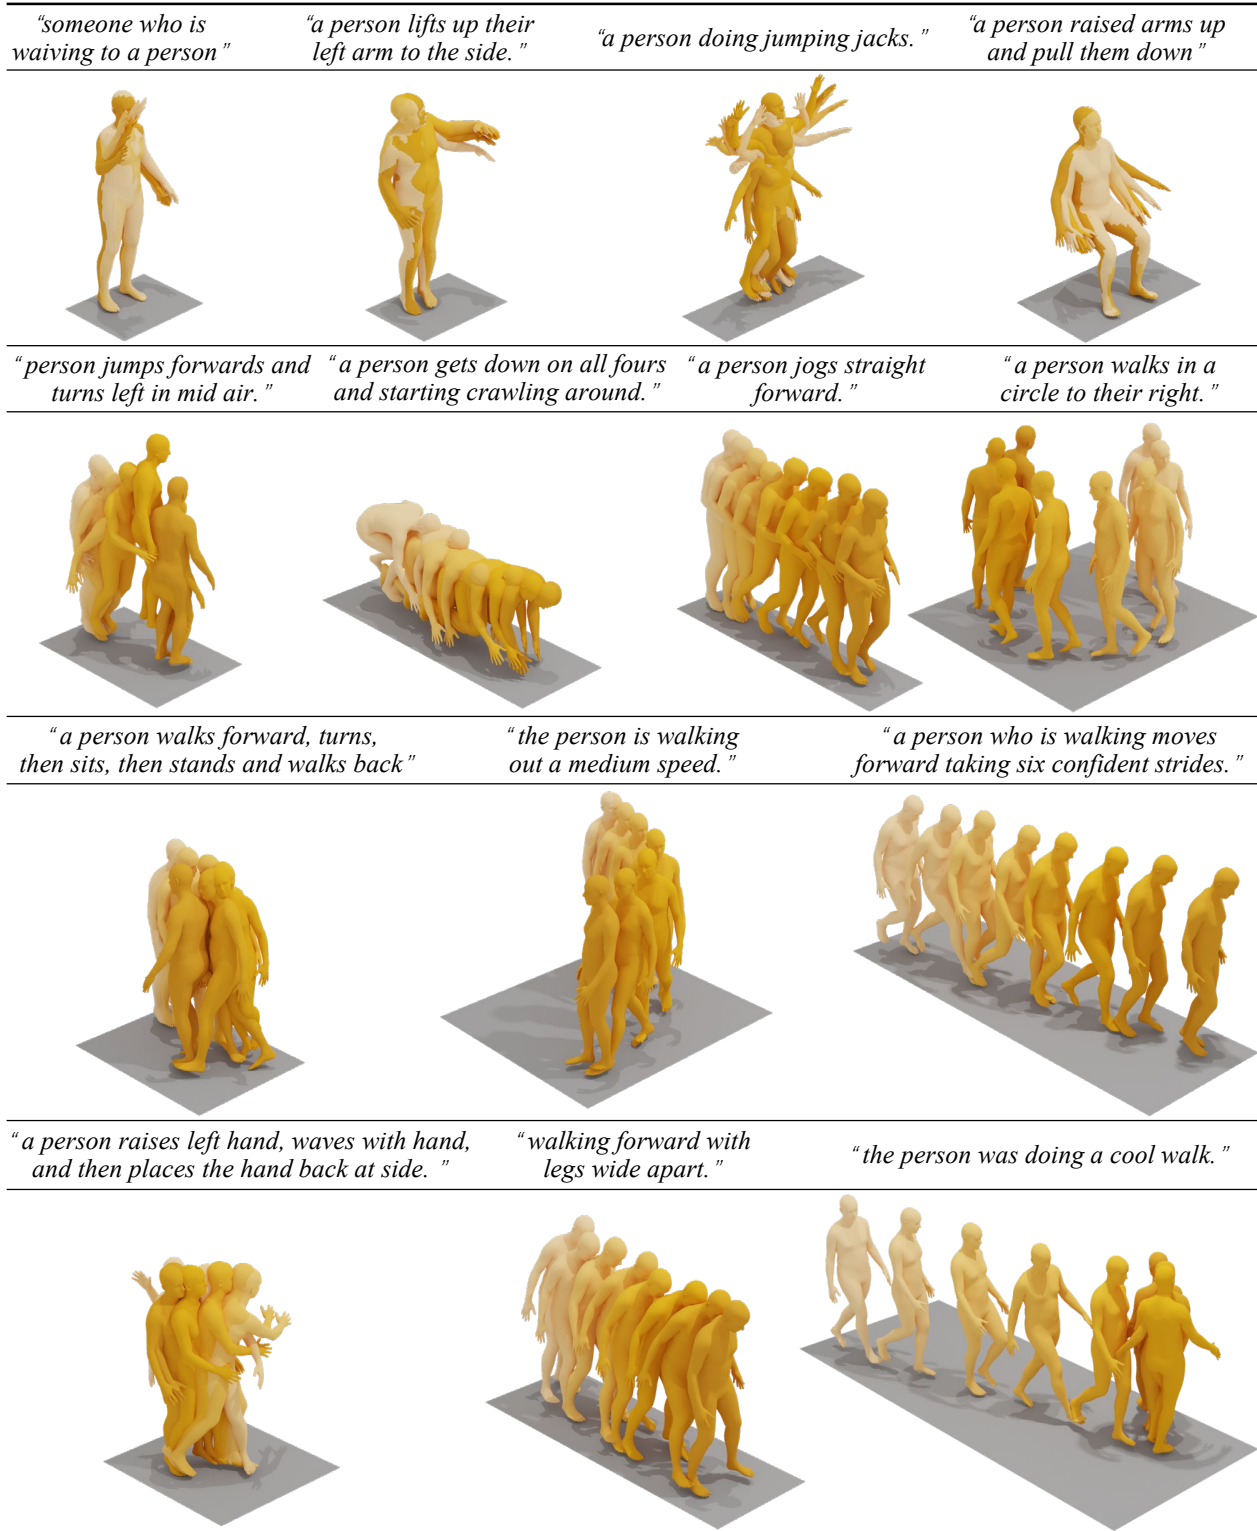 “someone who is
waiving to a person”
“a person lifts up their
left arm to the side.”
“a person doing jumping jacks.”
“a person raised arms up
and pull them down”
“person jumps forwards and
turns left in mid air.”
“a person gets down on all fours
and starting crawling around.”
“a person jogs straight
forward.”
“a person walks in a
circle to their right.”
“a person walks forward, turns,
then sits, then stands and walks back”
“the person is walking
out a medium speed.”
“a person who is walking moves
forward taking six confident strides.”
“a person raises left hand, waves with hand,
and then places the hand back at side. ”
“walking forward with
legs wide apart.”
“the person was doing a cool walk.”